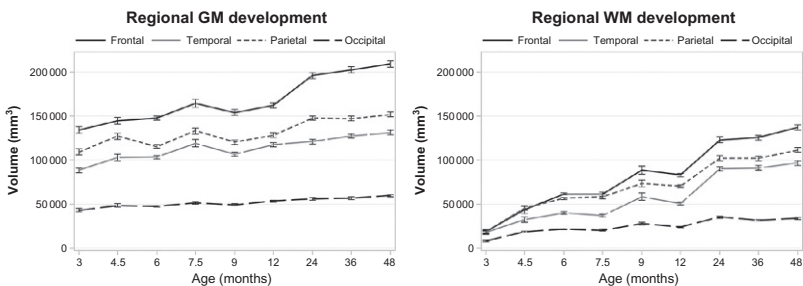 Regional GM development
Frontal Temporal Parietal Occipital
Volume (mm³)
200 000
150 000
100 000
50 000
0
3 4.5 6 7.5 9 12 24 36 48
Age (months)
Regional WM development
Frontal Temporal Parietal Occipital
Volume (mm³)
200 000
150 000
100 000
50 000
0
3 4.5 6 7.5 9 12 24 36 48
Age (months)